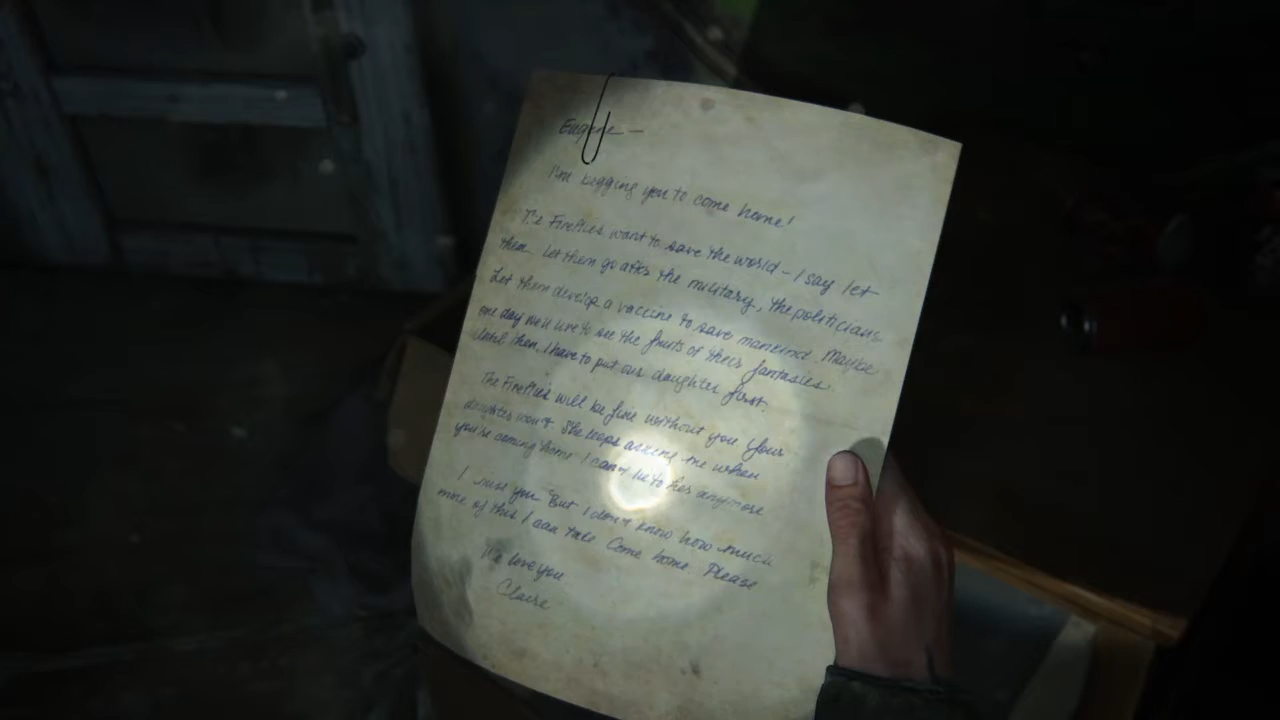 Eugene —
I'm begging you to come home!
The Fireflies want to save the world – I say let
them. Let them go after the military, the politicians.
Let them develop a vaccine to save mankind. Maybe
one day we'll live to see the fruits of their fantasies.
Until then, I have to put our daughter first.
The Fireflies will be fine without you. Your
daughter won't. She keeps asking me when
you're coming home. I can't lie to her anymore
I miss you. But I don't know how much
more of this I can take. Come home. Please
We love you
Claire